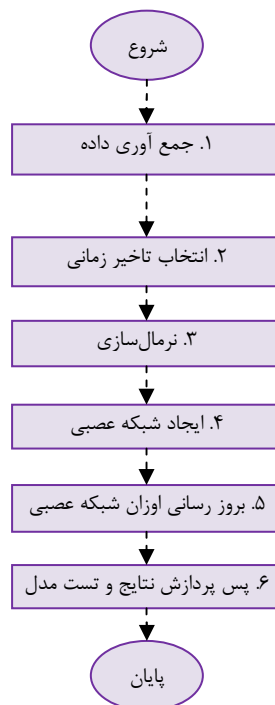 شروع
۱. جمع آوری داده
۲. انتخاب تاخیر زمانی
۳. نرمال‌سازی
۴. ایجاد شبکه عصبی
۵. بروز رسانی اوزان شبکه عصبی
۶. پس پردازش نتایج و تست مدل
پایان